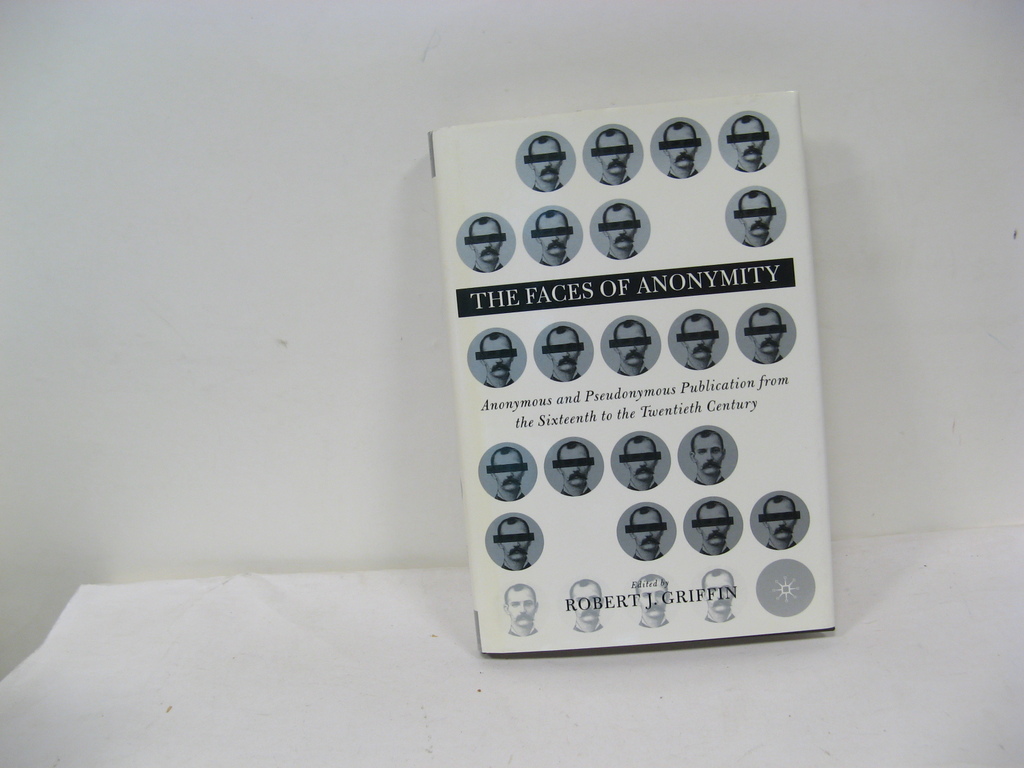 THE FACES OF ANONYMITY
Anonymous and Pseudonymous Publication from
the Sixteenth to the Twentieth Century
Edited by
ROBERT J. GRIFFIN